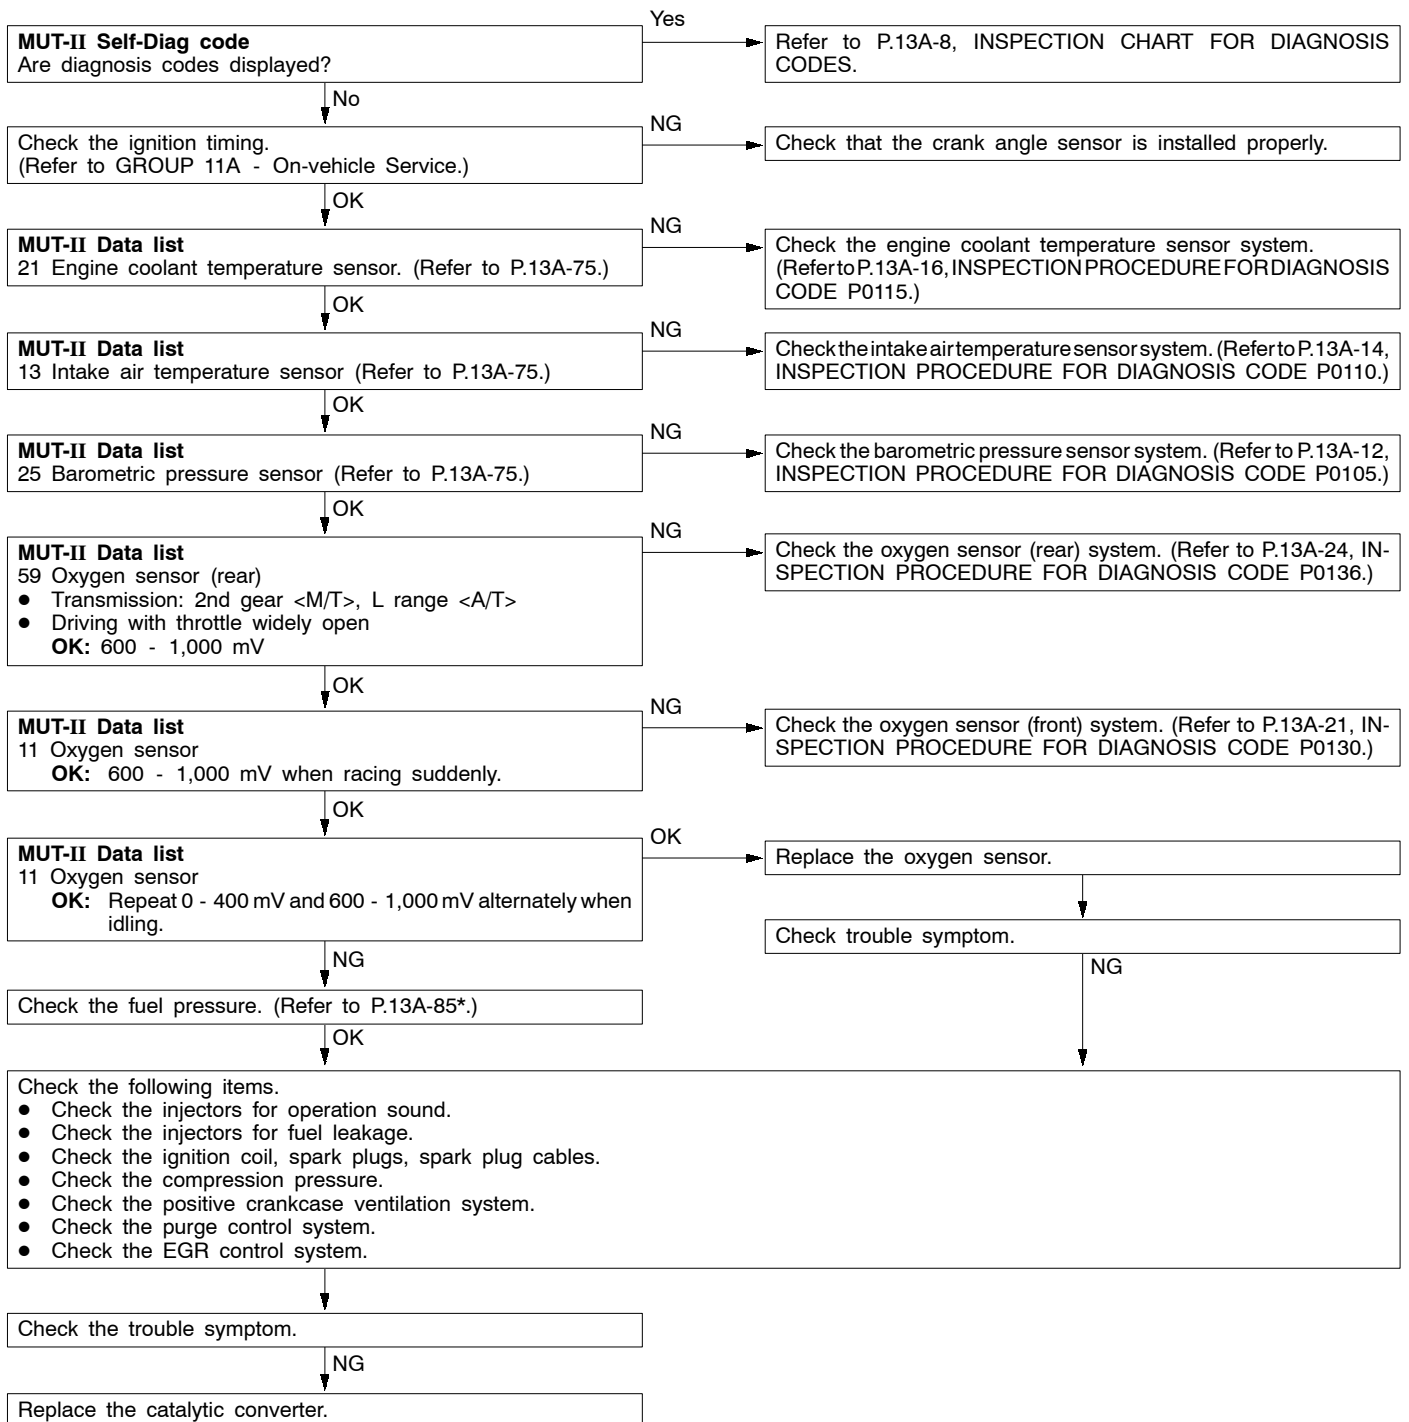 MUT-II Self-Diag code
Are diagnosis codes displayed?
Yes
Refer to P.13A-8, INSPECTION CHART FOR DIAGNOSIS
CODES.
No
Check the ignition timing.
(Refer to GROUP 11A - On-vehicle Service.)
NG
Check that the crank angle sensor is installed properly.
OK
MUT-II Data list
21 Engine coolant temperature sensor. (Refer to P.13A-75.)
NG
Check the engine coolant temperature sensor system.
(Refer to P.13A-16, INSPECTION PROCEDURE FOR DIAGNOSIS
CODE P0115.)
OK
MUT-II Data list
13 Intake air temperature sensor (Refer to P.13A-75.)
NG
Check the intake air temperature sensor system. (Refer to P.13A-14,
INSPECTION PROCEDURE FOR DIAGNOSIS CODE P0110.)
OK
MUT-II Data list
25 Barometric pressure sensor (Refer to P.13A-75.)
NG
Check the barometric pressure sensor system. (Refer to P.13A-12,
INSPECTION PROCEDURE FOR DIAGNOSIS CODE P0105.)
OK
MUT-II Data list
59 Oxygen sensor (rear)
● Transmission: 2nd gear <M/T>, L range <A/T>
● Driving with throttle widely open
OK: 600 - 1,000 mV
NG
Check the oxygen sensor (rear) system. (Refer to P.13A-24, IN-
SPECTION PROCEDURE FOR DIAGNOSIS CODE P0136.)
OK
MUT-II Data list
11 Oxygen sensor
OK: 600 - 1,000 mV when racing suddenly.
NG
Check the oxygen sensor (front) system. (Refer to P.13A-21, IN-
SPECTION PROCEDURE FOR DIAGNOSIS CODE P0130.)
OK
MUT-II Data list
11 Oxygen sensor
OK: Repeat 0 - 400 mV and 600 - 1,000 mV alternately when
idling.
OK
Replace the oxygen sensor.
Check trouble symptom.
NG
NG
Check the fuel pressure. (Refer to P.13A-85*.)
OK
Check the following items.
● Check the injectors for operation sound.
● Check the injectors for fuel leakage.
● Check the ignition coil, spark plugs, spark plug cables.
● Check the compression pressure.
● Check the positive crankcase ventilation system.
● Check the purge control system.
● Check the EGR control system.
Check the trouble symptom.
NG
Replace the catalytic converter.